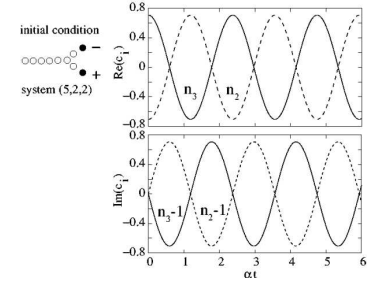 initial condition
−
+
system (5,2,2)
0.8
0.4
0
−0.4
−0.8
Re(c_i)
n_3 n_2
0.8
0.4
0
−0.4
−0.8
Im(c_i)
n_3-1 n_2-1
0 1 2 3 4 5 6
αt